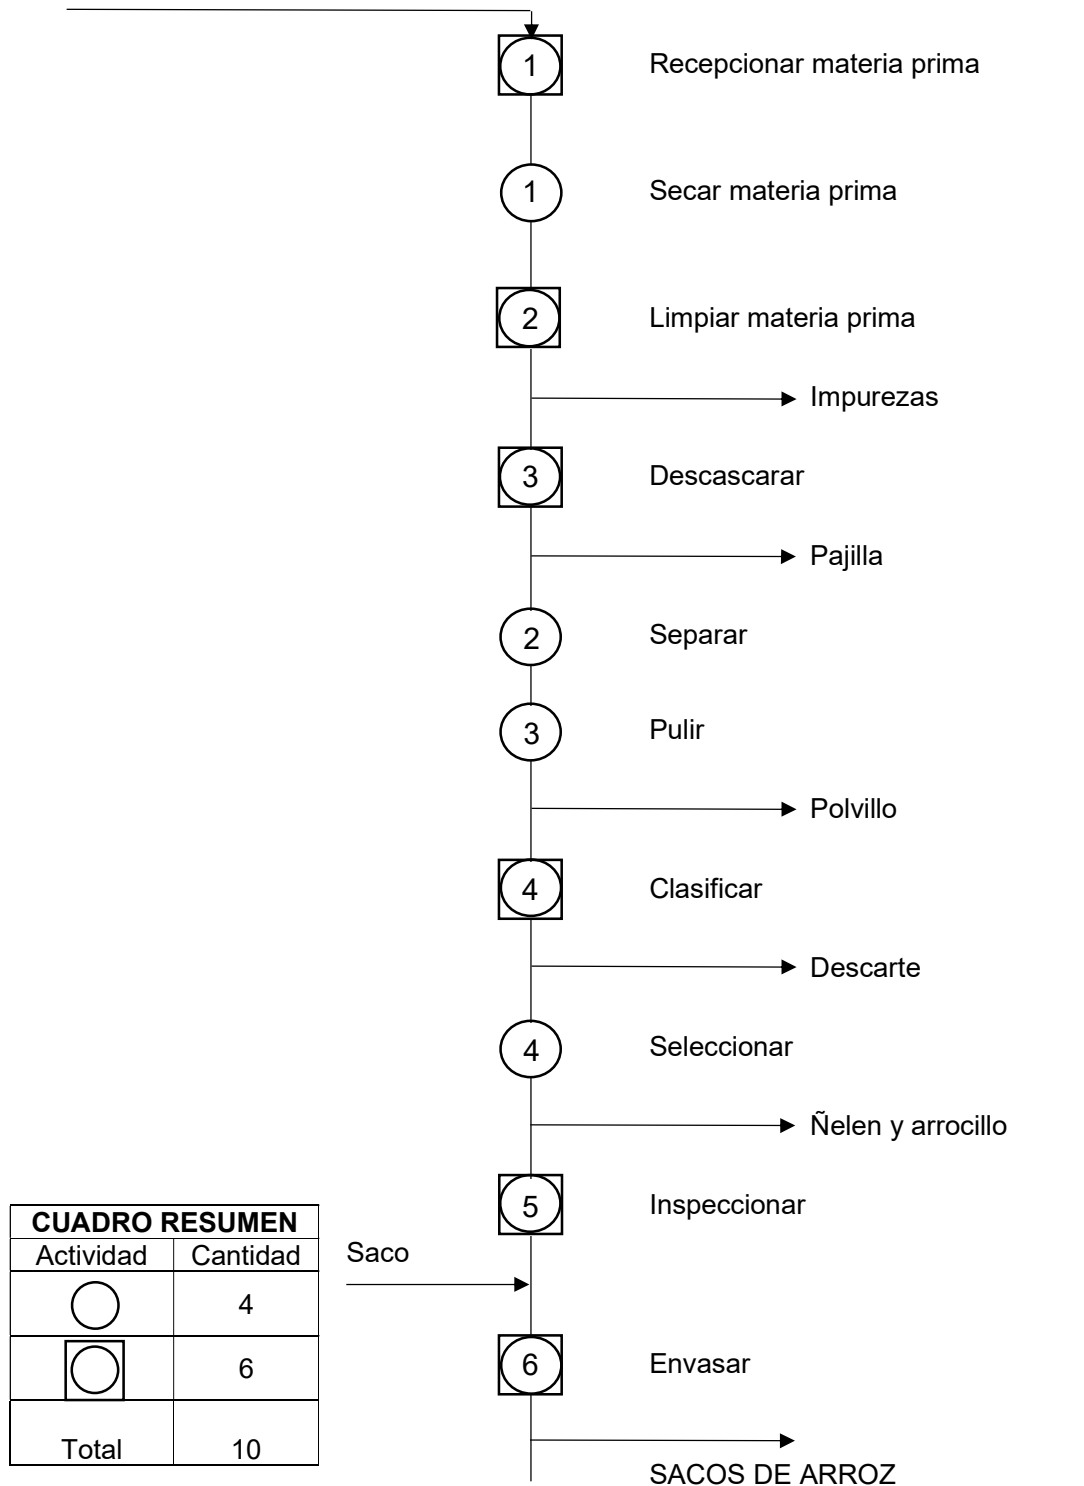 1 Recepcionar materia prima
1 Secar materia prima
2 Limpiar materia prima
Impurezas
3 Descascarar
Pajilla
2 Separar
3 Pulir
Polvillo
4 Clasificar
Descarte
4 Seleccionar
Ñelen y arrocillo
5 Inspeccionar
CUADRO RESUMEN
Actividad Cantidad
4
6
Total 10
Saco
6 Envasar
SACOS DE ARROZ